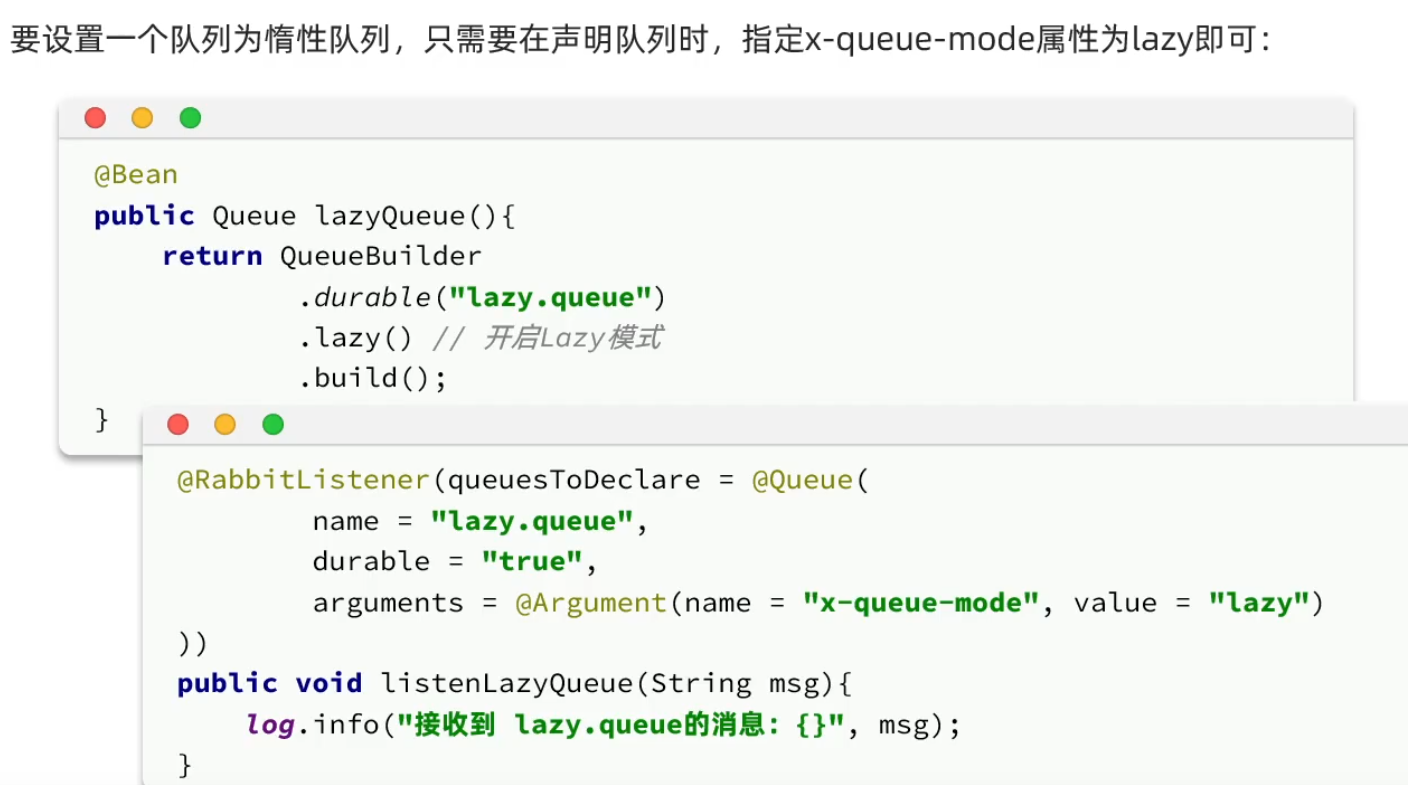 要设置一个队列为惰性队列，只需要在声明队列时，指定x-queue-mode属性为lazy即可：
@Bean
public Queue lazyQueue(){
    return QueueBuilder
            .durable("lazy.queue")
            .lazy() // 开启Lazy模式
            .build();
}
@RabbitListener(queuesToDeclare = @Queue(
        name = "lazy.queue",
        durable = "true",
        arguments = @Argument(name = "x-queue-mode", value = "lazy")
))
public void listenLazyQueue(String msg){
    log.info("接收到 lazy.queue的消息：{}", msg);
}